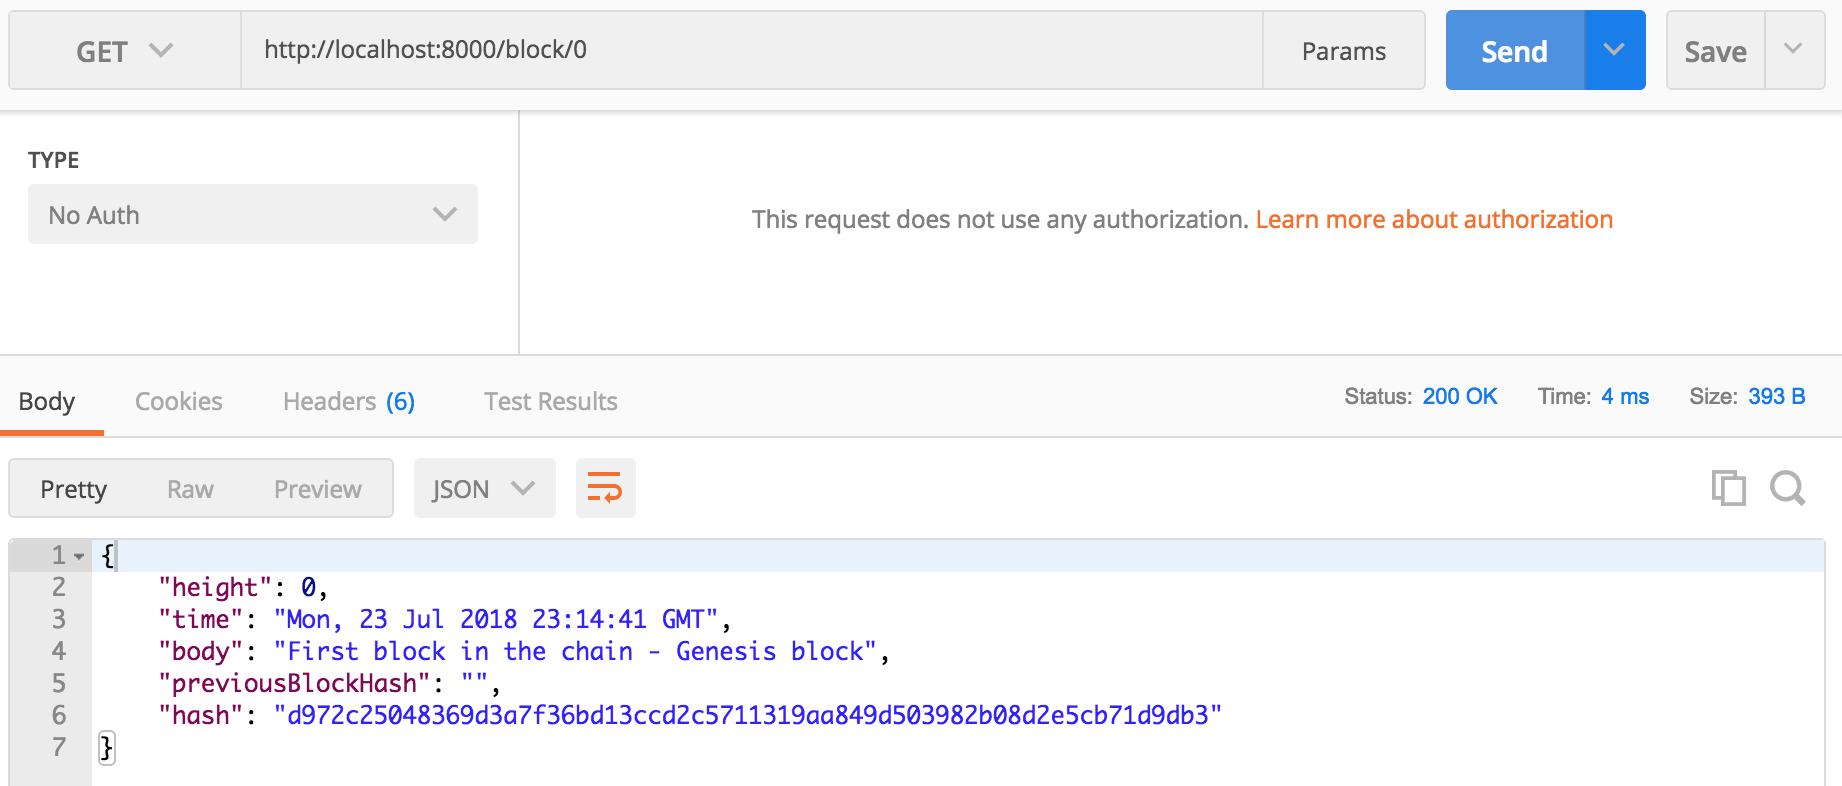 GET http://localhost:8000/block/0 Params Send Save
TYPE
No Auth
This request does not use any authorization. Learn more about authorization
Body Cookies Headers (6) Test Results Status: 200 OK Time: 4 ms Size: 393 B
Pretty Raw Preview JSON
1 {
2 "height": 0,
3 "time": "Mon, 23 Jul 2018 23:14:41 GMT",
4 "body": "First block in the chain - Genesis block",
5 "previousBlockHash": "",
6 "hash": "d972c25048369d3a7f36bd13ccd2c5711319aa849d503982b08d2e5cb71d9db3"
7 }